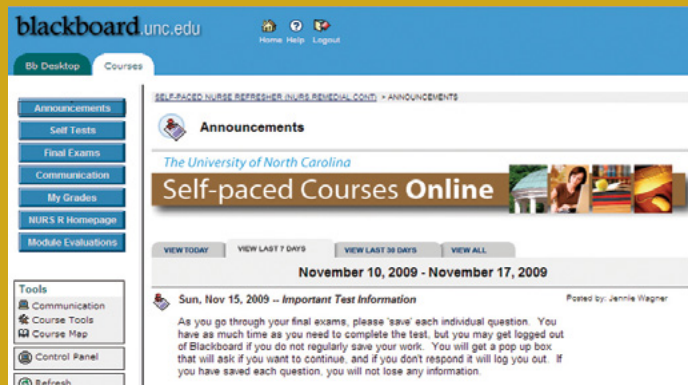 blackboard.unc.edu
Home Help Logout
Bb Desktop Courses
Announcements
Self Tests
Final Exams
Communication
My Grades
NURS R Homepage
Module Evaluations
Tools
Communication
Course Tools
Course Map
Control Panel
Refresh
SELF-PACED NURSE REFRESHER (NURS.REMEDIAL.CONT) > ANNOUNCEMENTS
Announcements
The University of North Carolina
Self-paced Courses Online
VIEW TODAY VIEW LAST 7 DAYS VIEW LAST 30 DAYS VIEW ALL
November 10, 2009 - November 17, 2009
Sun, Nov 15, 2009 -- Important Test Information Posted by: Jennie Wagner
As you go through your final exams, please 'save' each individual question. You
have as much time as you need to complete the test, but you may get logged out
of Blackboard if you do not regularly save your work. You will get a pop up box
that will ask if you want to continue, and if you don't respond it will log you out. If
you have saved each question, you will not lose any information.